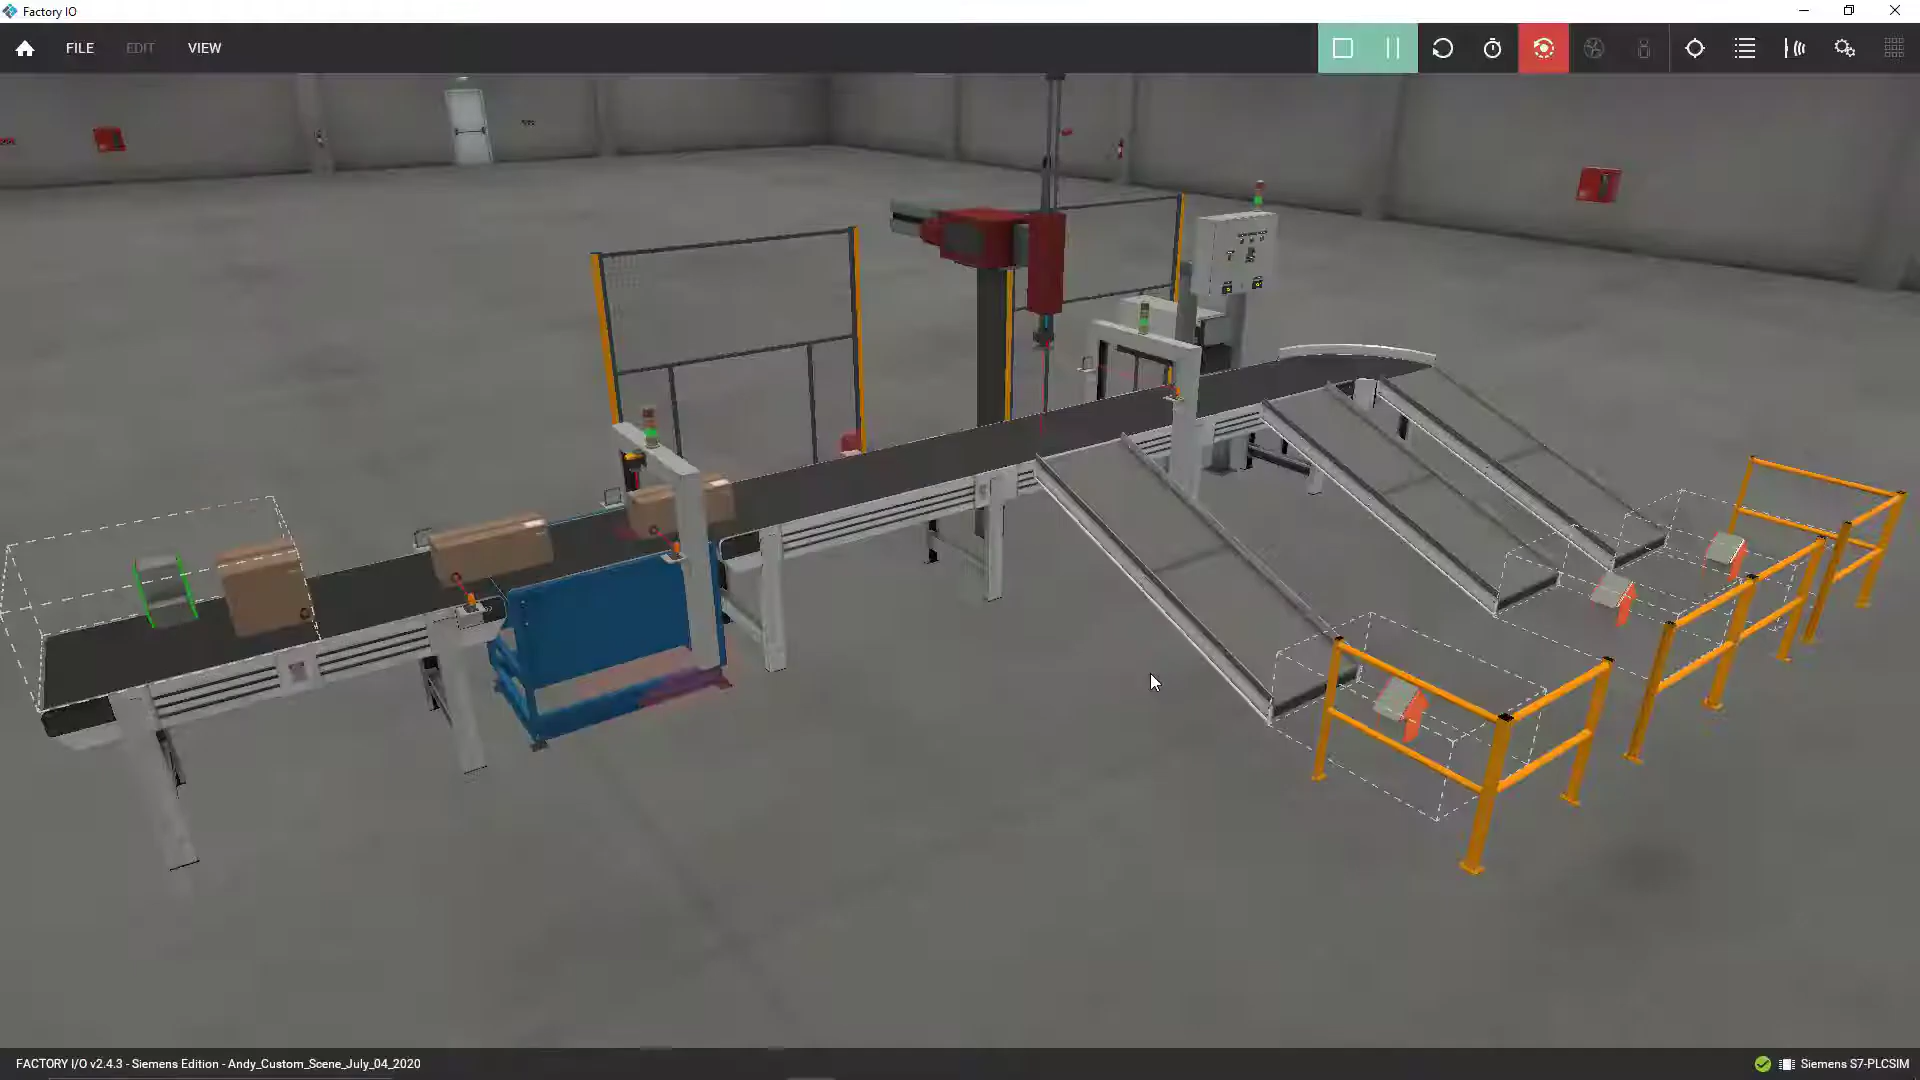 Factory IO
FILE
EDIT
VIEW
FACTORY I/O v2.4.3 - Siemens Edition - Andy_Custom_Scene_July_04_2020
Siemens S7-PLCSIM